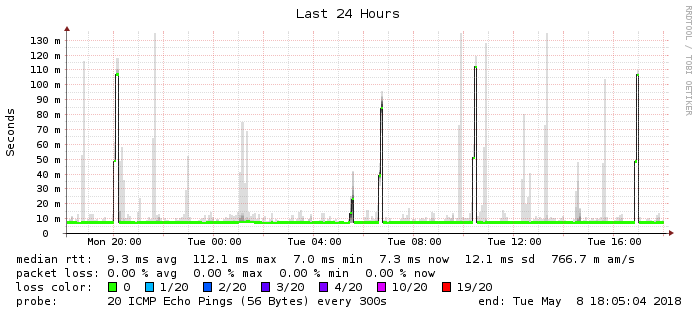 Last 24 Hours
RRDTOOL / TOBI OETIKER
Seconds
130 m
120 m
110 m
100 m
90 m
80 m
70 m
60 m
50 m
40 m
30 m
20 m
10 m
0
Mon 20:00 Tue 00:00 Tue 04:00 Tue 08:00 Tue 12:00 Tue 16:00
median rtt: 9.3 ms avg 112.1 ms max 7.0 ms min 7.3 ms now 12.1 ms sd 766.7 m am/s
packet loss: 0.00 % avg 0.00 % max 0.00 % min 0.00 % now
loss color: 0 1/20 2/20 3/20 4/20 10/20 19/20
probe: 20 ICMP Echo Pings (56 Bytes) every 300s end: Tue May 8 18:05:04 2018